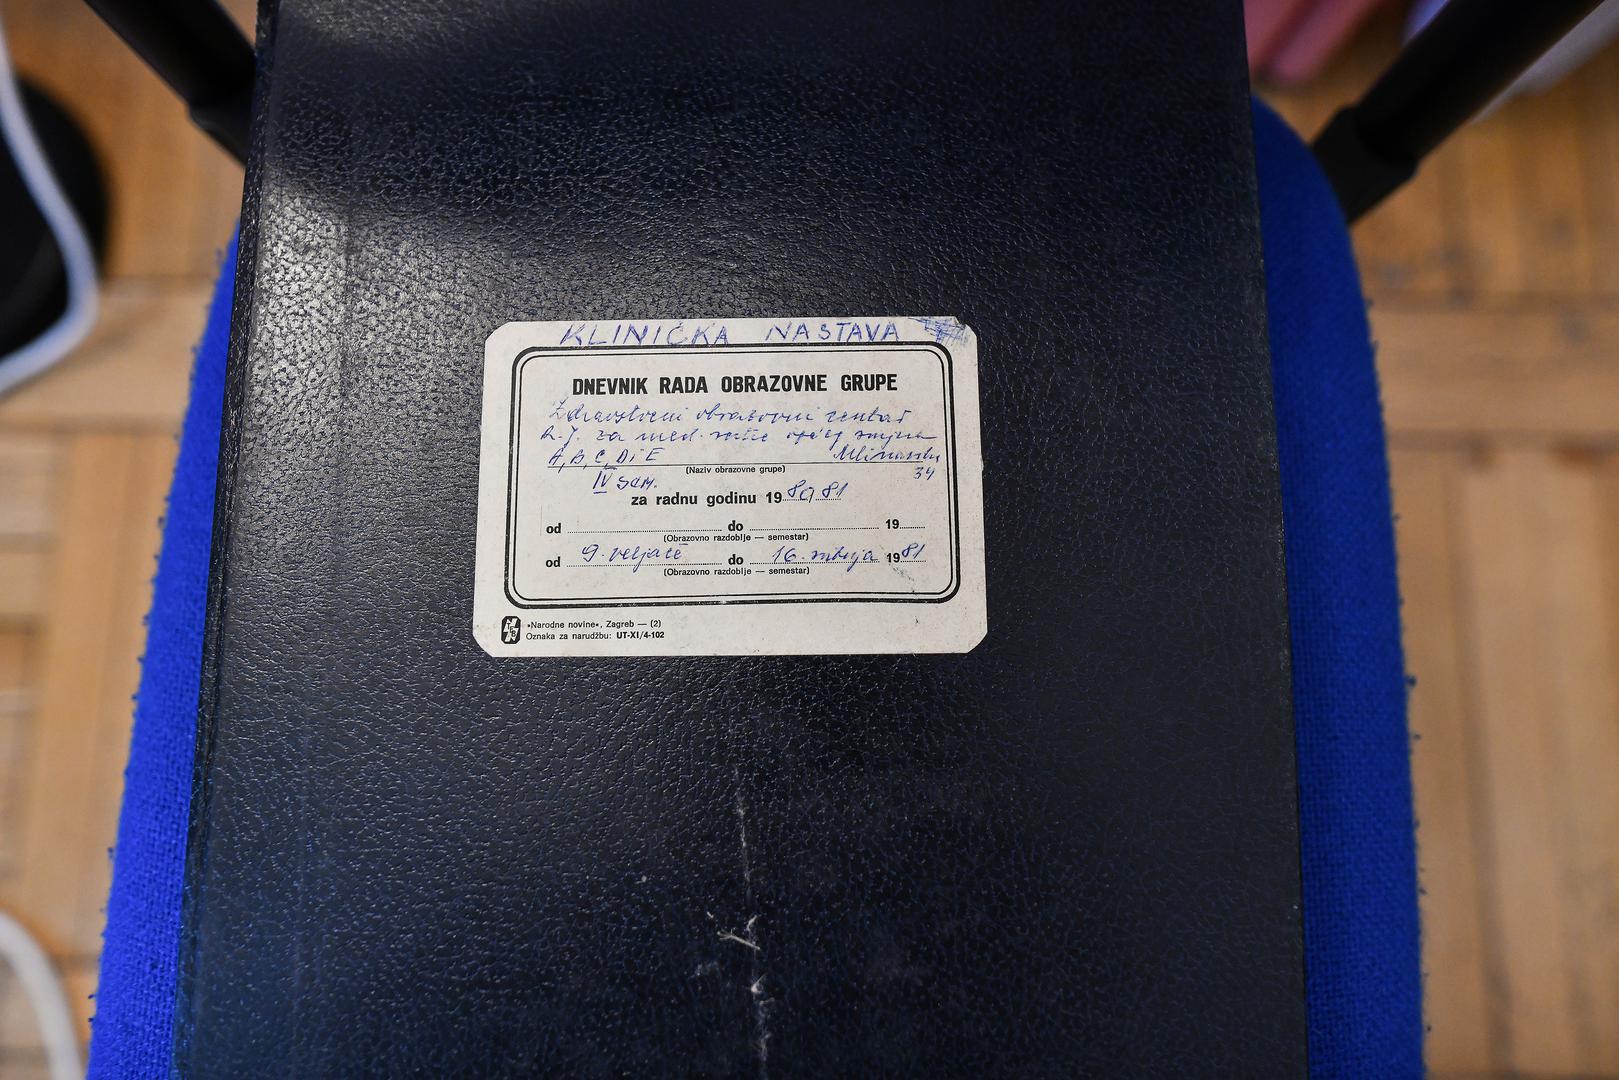 KLINIČKA NASTAVA
DNEVNIK RADA OBRAZOVNE GRUPE
Zdravstveni obrazovni centar
R.J. za med. sestre smjera
A, B, C, D i E Mlinarska
(Naziv obrazovne grupe) 34
IV sem.
za radnu godinu 1980/81
od do 19
(Obrazovno razdoblje — semestar)
od 9. veljače do 16. 1981
(Obrazovno razdoblje — semestar)
»Narodne novine«, Zagreb — (2)
Oznaka za narudžbu: UT-XI/4-102